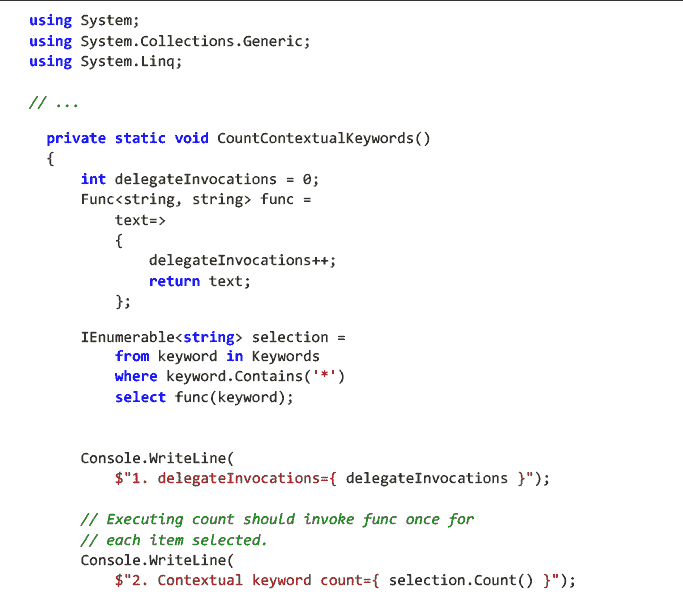 using System;
using System.Collections.Generic;
using System.Linq;
// ...
private static void CountContextualKeywords()
{
int delegateInvocations = 0;
Func<string, string> func =
text=>
{
delegateInvocations++;
return text;
};
IEnumerable<string> selection =
from keyword in Keywords
where keyword.Contains('*')
select func(keyword);
Console.WriteLine(
$"1. delegateInvocations={ delegateInvocations }");
// Executing count should invoke func once for
// each item selected.
Console.WriteLine(
$"2. Contextual keyword count={ selection.Count() }");